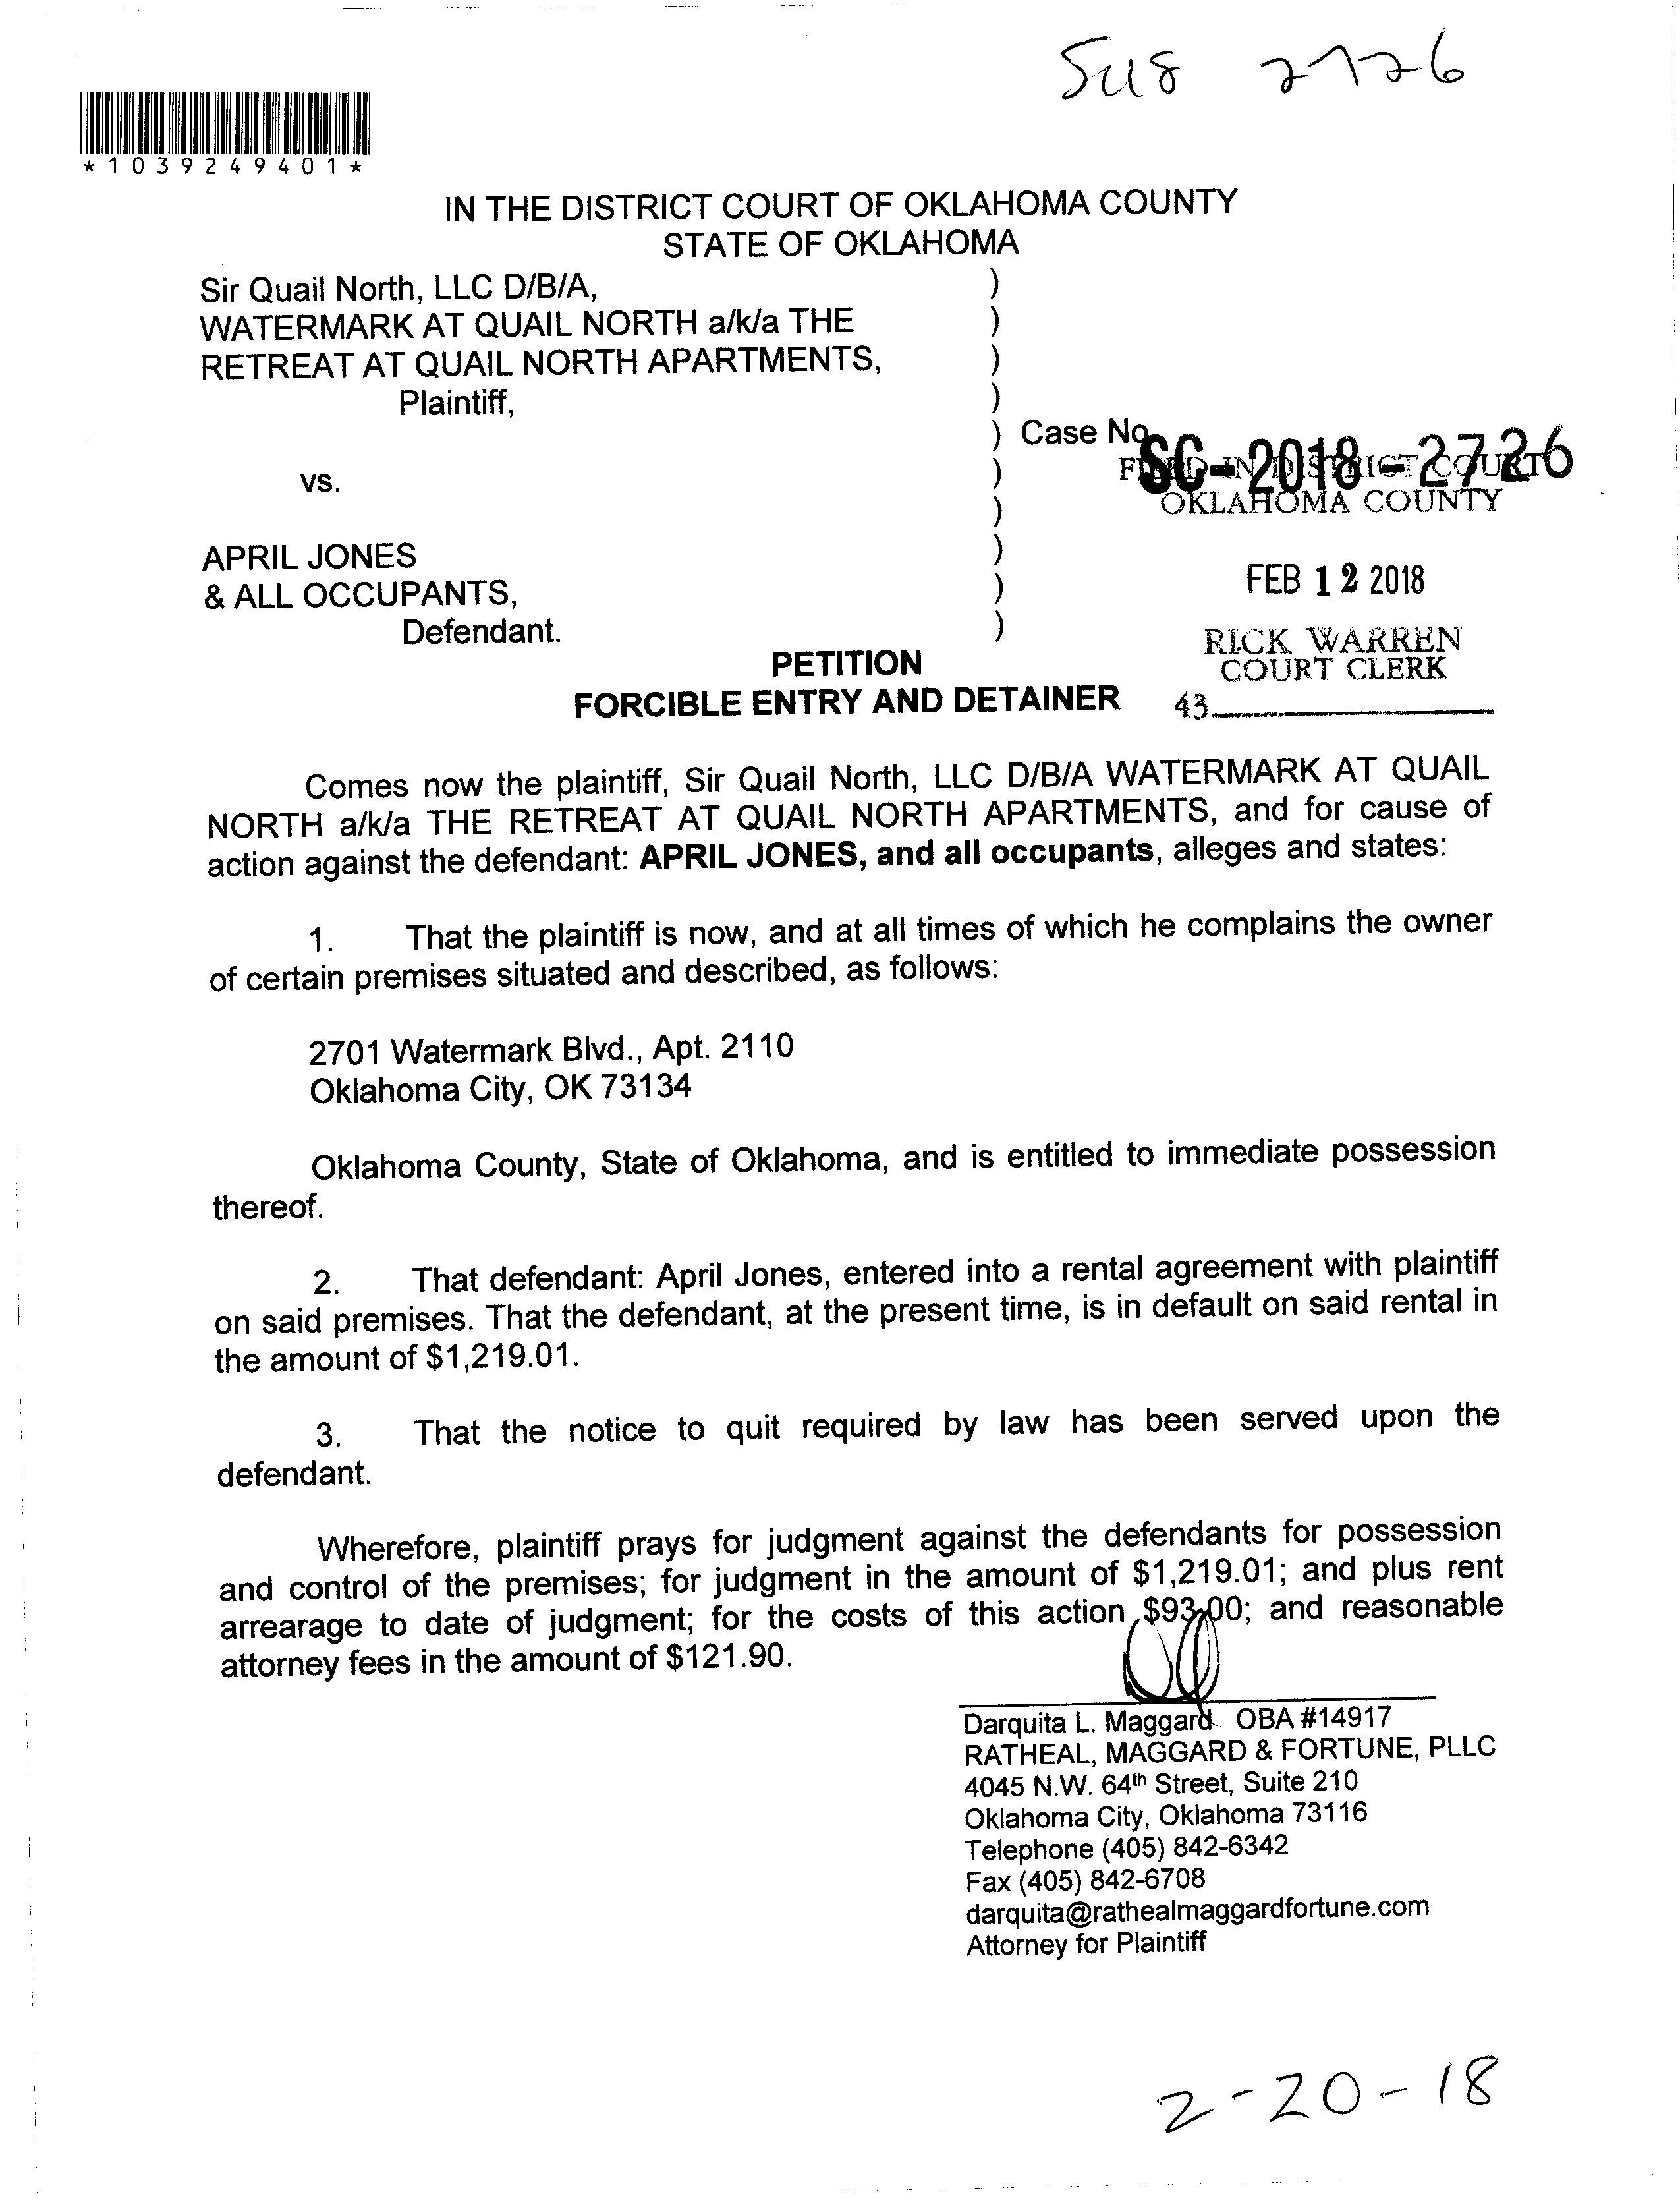 2726
*1039249401*
IN THE DISTRICT COURT OF OKLAHOMA COUNTY
STATE OF OKLAHOMA
Sir Quail North, LLC D/B/A, )
WATERMARK AT QUAIL NORTH a/k/a THE )
RETREAT AT QUAIL NORTH APARTMENTS, )
Plaintiff, )
) Case No. SC-2018-2726
vs. ) FILED IN DISTRICT COURT
) OKLAHOMA COUNTY
APRIL JONES )
& ALL OCCUPANTS, ) FEB 12 2018
Defendant. )
RICK WARREN
PETITION
COURT CLERK
FORCIBLE ENTRY AND DETAINER
43
Comes now the plaintiff, Sir Quail North, LLC D/B/A WATERMARK AT QUAIL
NORTH a/k/a THE RETREAT AT QUAIL NORTH APARTMENTS, and for cause of
action against the defendant: APRIL JONES, and all occupants, alleges and states:
1. That the plaintiff is now, and at all times of which he complains the owner
of certain premises situated and described, as follows:
2701 Watermark Blvd., Apt. 2110
Oklahoma City, OK 73134
Oklahoma County, State of Oklahoma, and is entitled to immediate possession
thereof.
2. That defendant: April Jones, entered into a rental agreement with plaintiff
on said premises. That the defendant, at the present time, is in default on said rental in
the amount of $1,219.01.
3. That the notice to quit required by law has been served upon the
defendant.
Wherefore, plaintiff prays for judgment against the defendants for possession
and control of the premises; for judgment in the amount of $1,219.01; and plus rent
arrearage to date of judgment; for the costs of this action $93.00; and reasonable
attorney fees in the amount of $121.90.
Darquita L. Maggard OBA #14917
RATHEAL, MAGGARD & FORTUNE, PLLC
4045 N.W. 64th Street, Suite 210
Oklahoma City, Oklahoma 73116
Telephone (405) 842-6342
Fax (405) 842-6708
darquita@rathealmaggardfortune.com
Attorney for Plaintiff
2-20-18